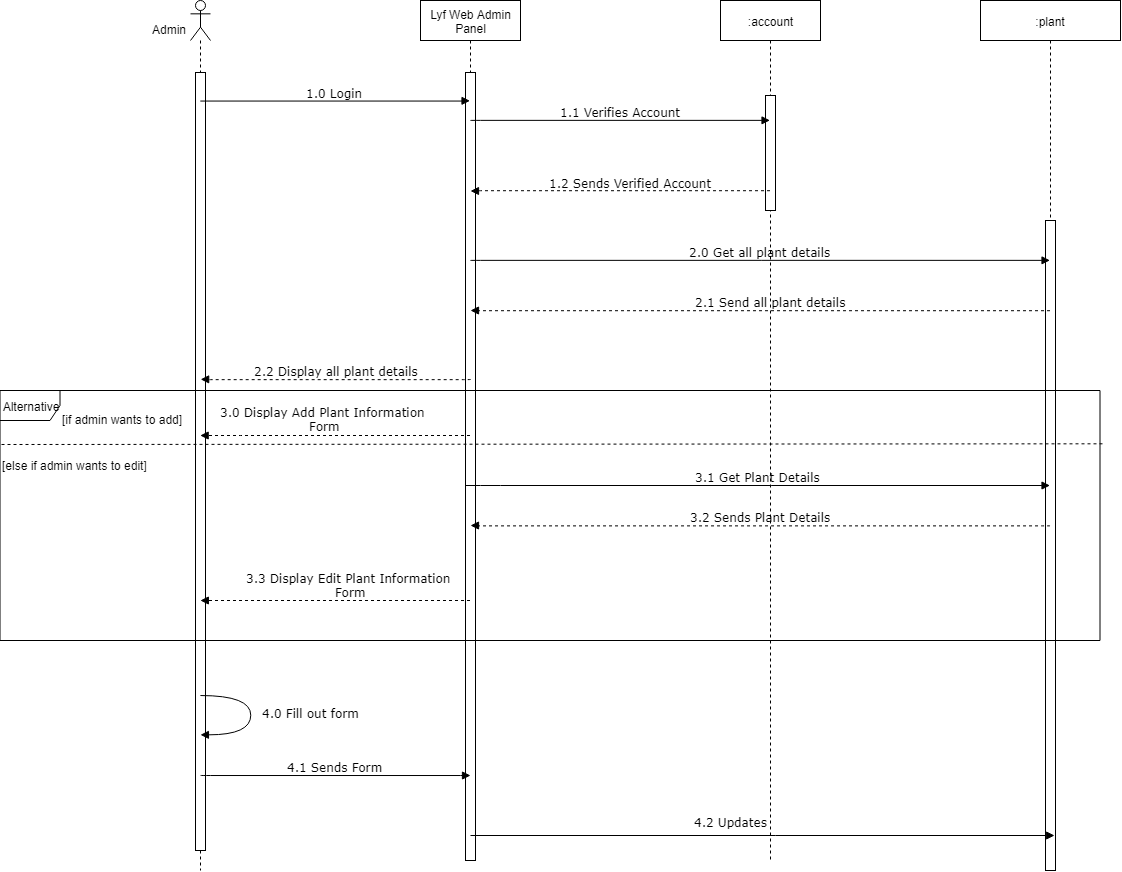 Admin
Lyf Web Admin
Panel
:account
:plant
1.0 Login
1.1 Verifies Account
1.2 Sends Verified Account
2.0 Get all plant details
2.1 Send all plant details
2.2 Display all plant details
Alternative
[if admin wants to add]
3.0 Display Add Plant Information
Form
[else if admin wants to edit]
3.1 Get Plant Details
3.2 Sends Plant Details
3.3 Display Edit Plant Information
Form
4.0 Fill out form
4.1 Sends Form
4.2 Updates